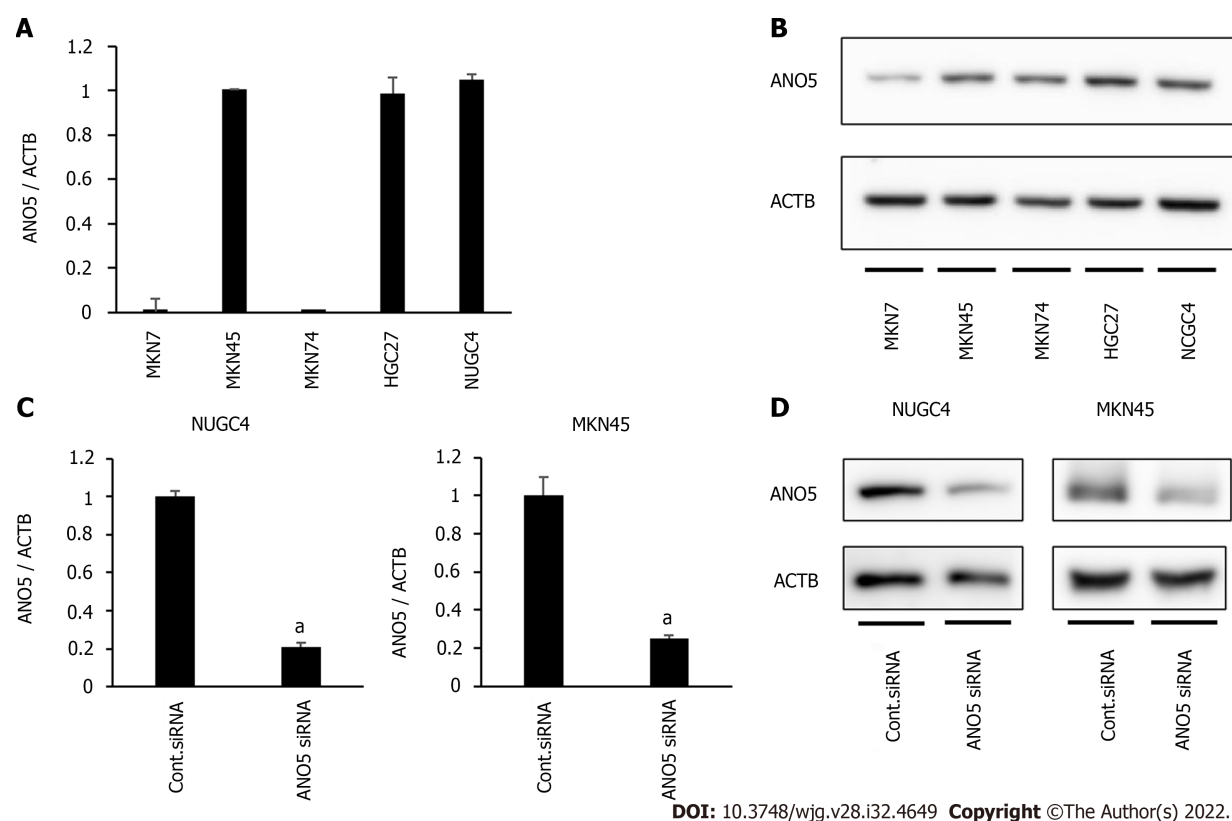 A
1.2
1
0.8
0.6
0.4
0.2
0
ANO5 / ACTB
MKN7
MKN45
MKN74
HGC27
NUGC4
B
ANO5
ACTB
MKN7
MKN45
MKN74
HGC27
NCGC4
C
NUGC4
1.2
1
0.8
0.6
0.4
0.2
0
ANO5 / ACTB
a
Cont.siRNA
ANO5 siRNA
MKN45
1.2
1
0.8
0.6
0.4
0.2
0
ANO5 / ACTB
a
Cont.siRNA
ANO5 siRNA
D
NUGC4
MKN45
ANO5
ACTB
Cont.siRNA
ANO5 siRNA
Cont.siRNA
ANO5 siRNA
DOI: 10.3748/wjg.v28.i32.4649 Copyright ©The Author(s) 2022.